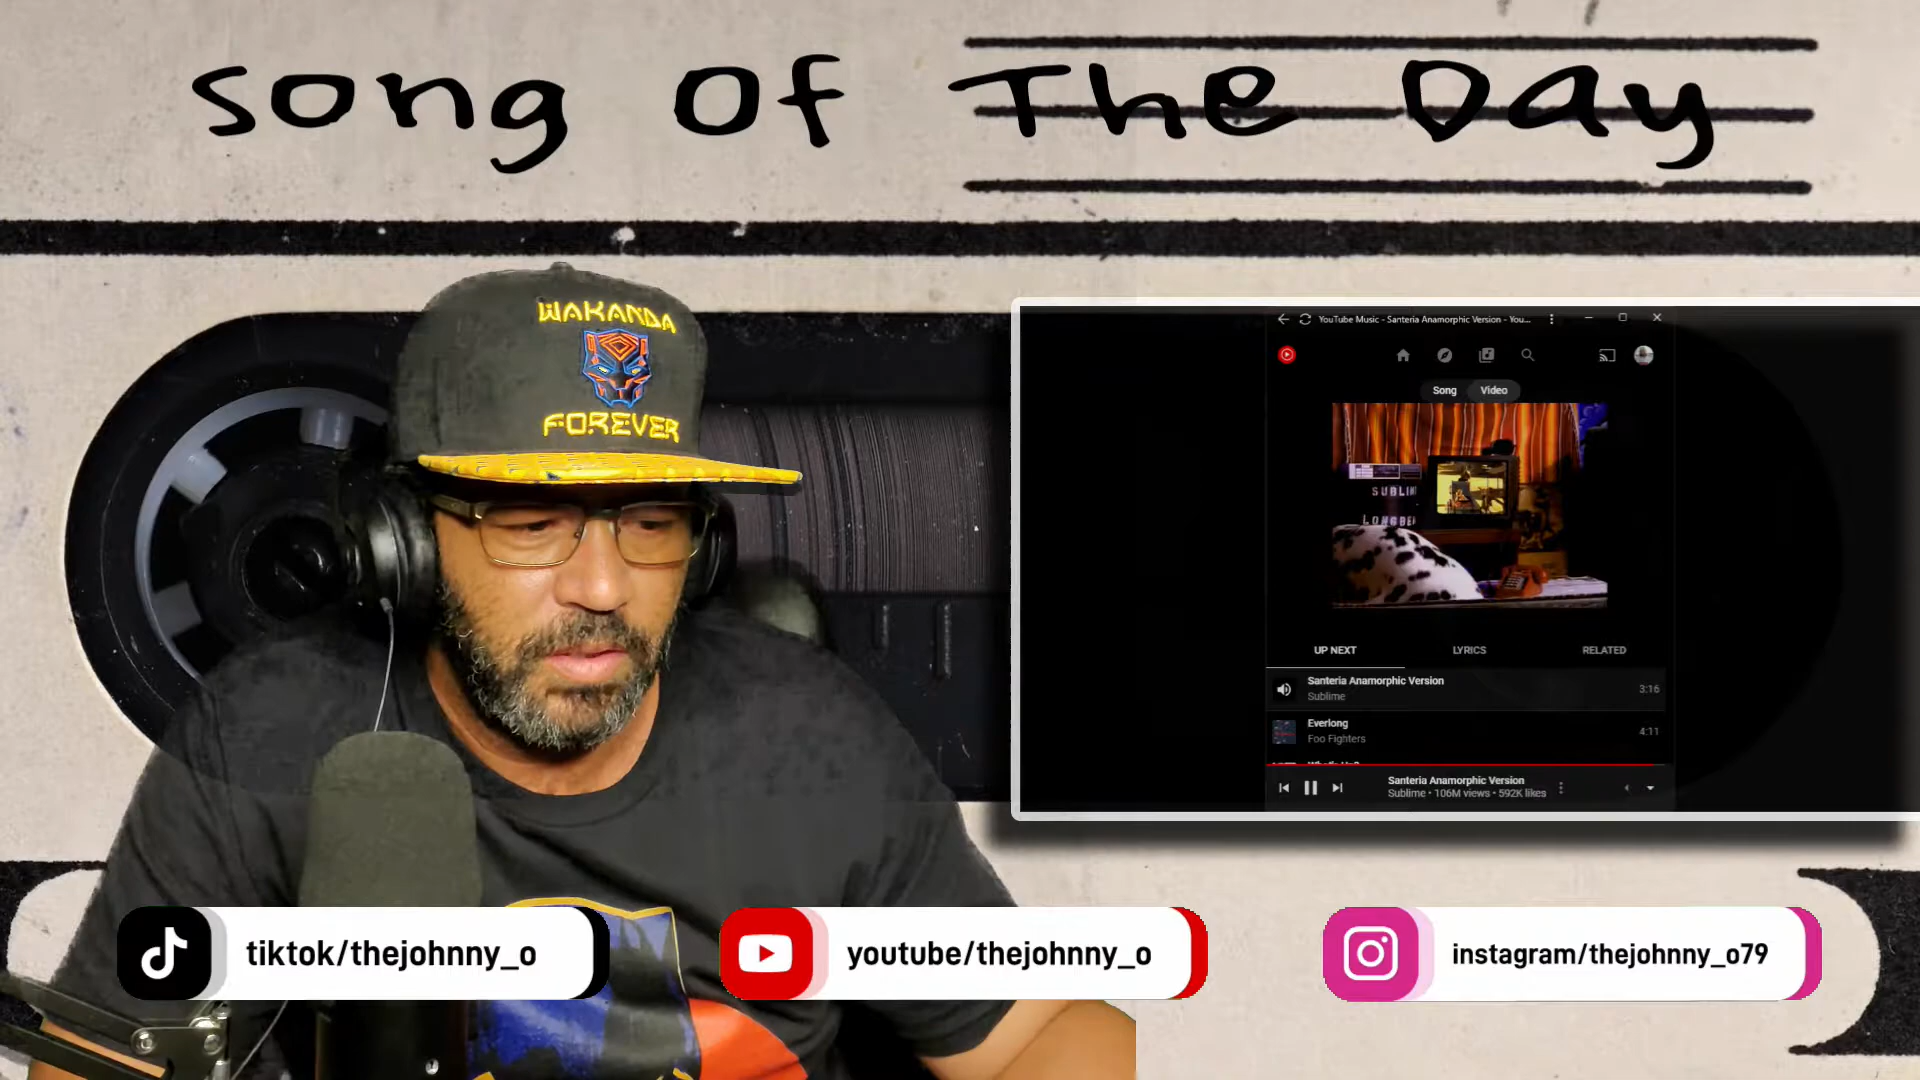 Song Of The Day
WAKANDA
FOREVER
YouTube Music - Santeria Anamorphic Version - You...
Song Video
SUBLIM
LONGBE
UP NEXT LYRICS RELATED
Santeria Anamorphic Version
Sublime
3:16
Everlong
Foo Fighters
4:11
Santeria Anamorphic Version
Sublime • 106M views • 592K likes
tiktok/thejohnny_o
youtube/thejohnny_o
instagram/thejohnny_o79